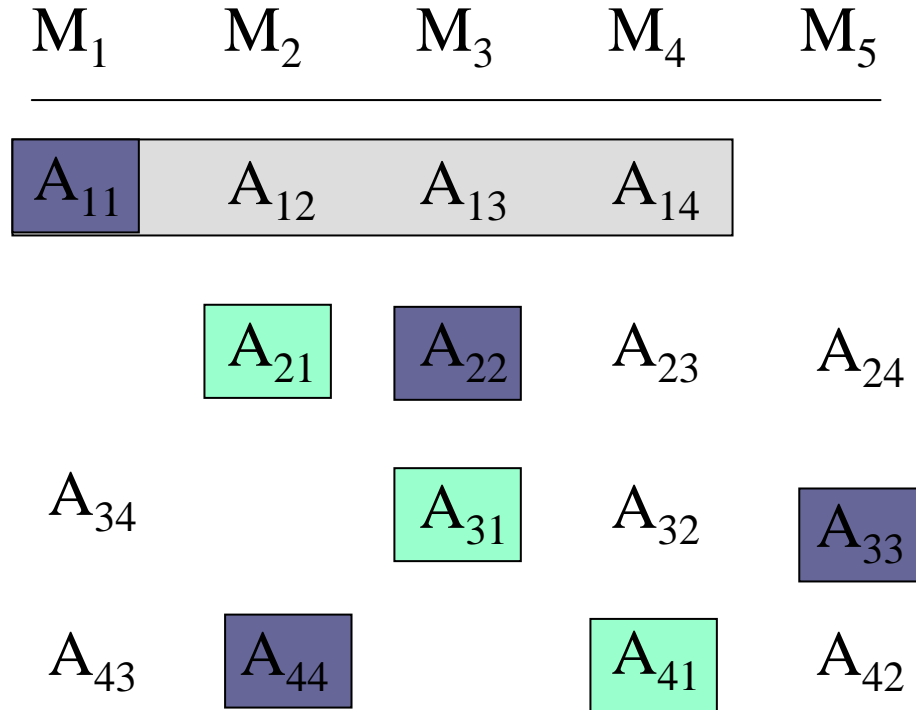 M₁ M₂ M₃ M₄ M₅
A₁₁ A₁₂ A₁₃ A₁₄
A₂₁ A₂₂ A₂₃ A₂₄
A₃₄ A₃₁ A₃₂ A₃₃
A₄₃ A₄₄ A₄₁ A₄₂